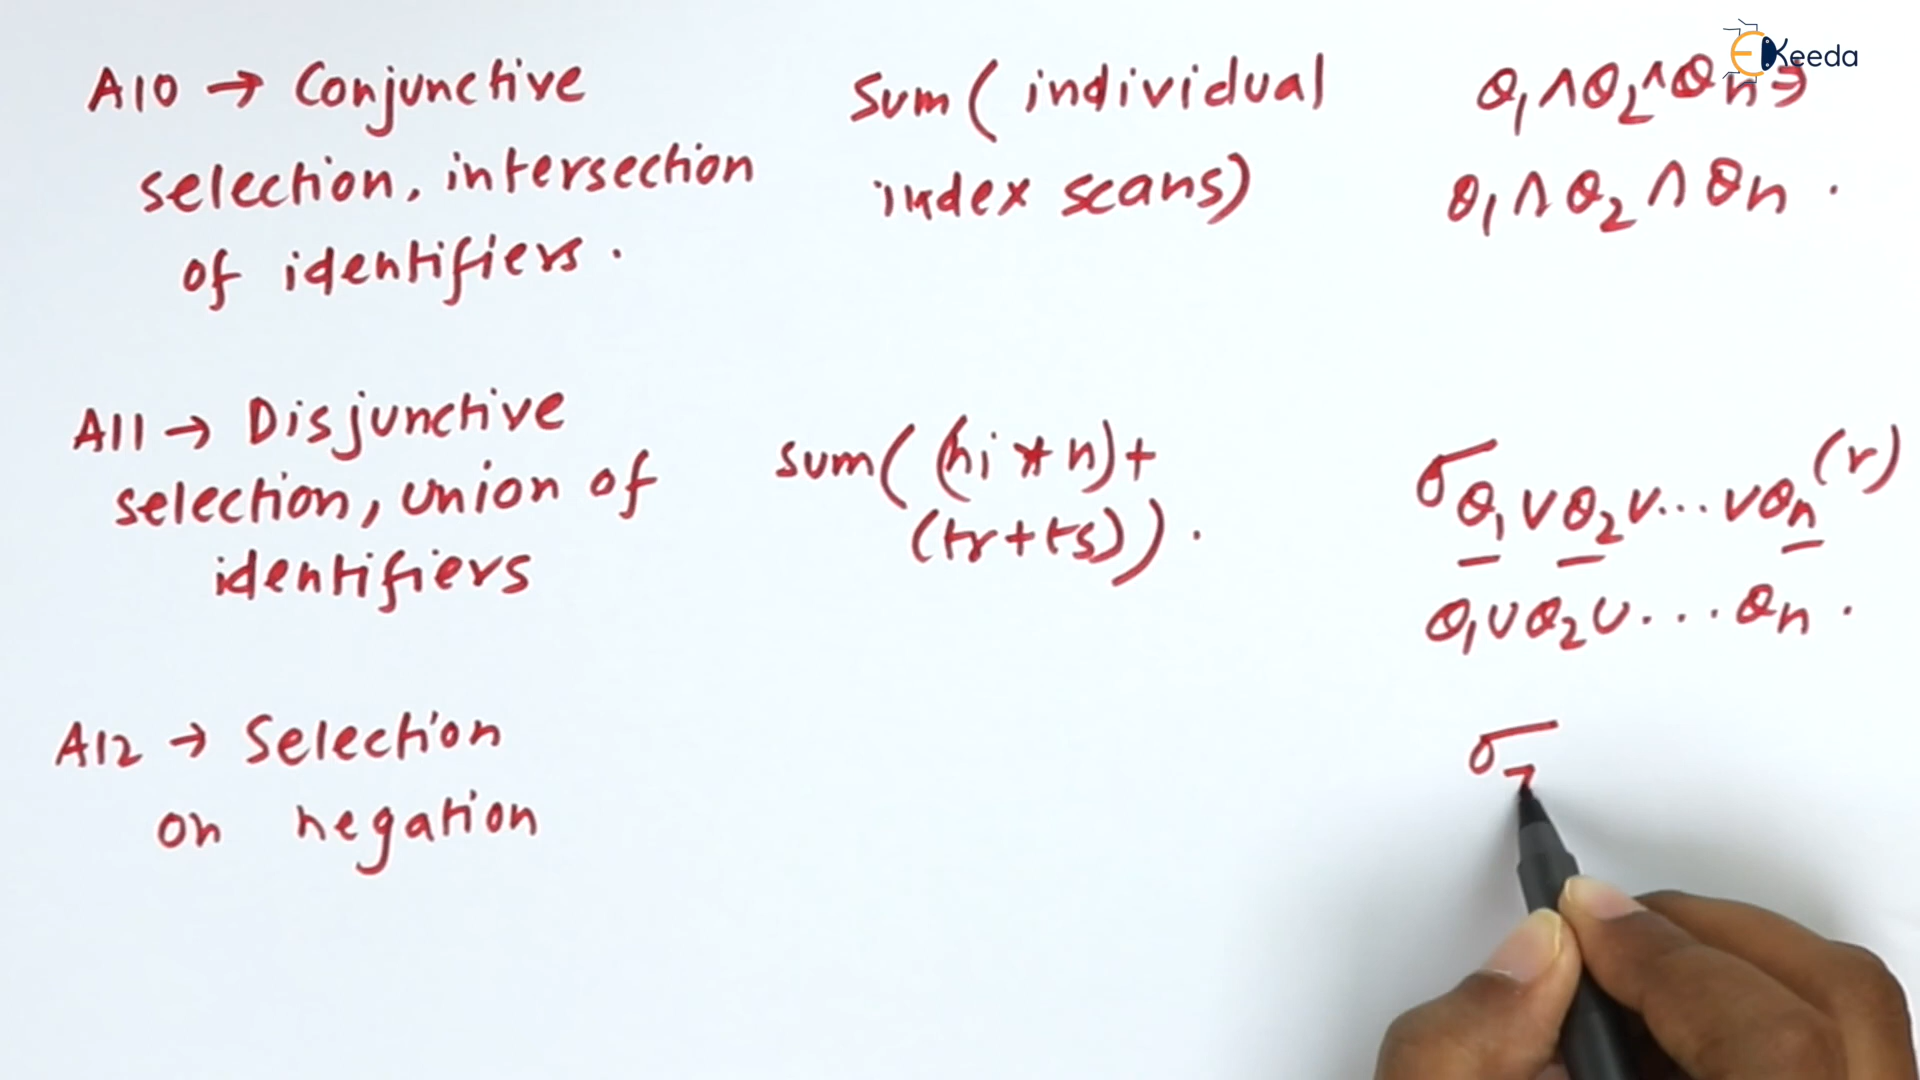 EKeeda
A10 → Conjunctive
selection, intersection
of identifiers.
Sum( individual
index scans)
θ₁∧θ₂∧θn⇒
θ₁∧θ₂∧θn.
A11 → Disjunctive
selection, union of
identifiers
sum( (hi * n)+
(tr+ts)).
σθ₁∨θ₂∨...∨θn(r)
θ₁∪θ₂∪...θn.
A12 → Selection
on negation
σ¬